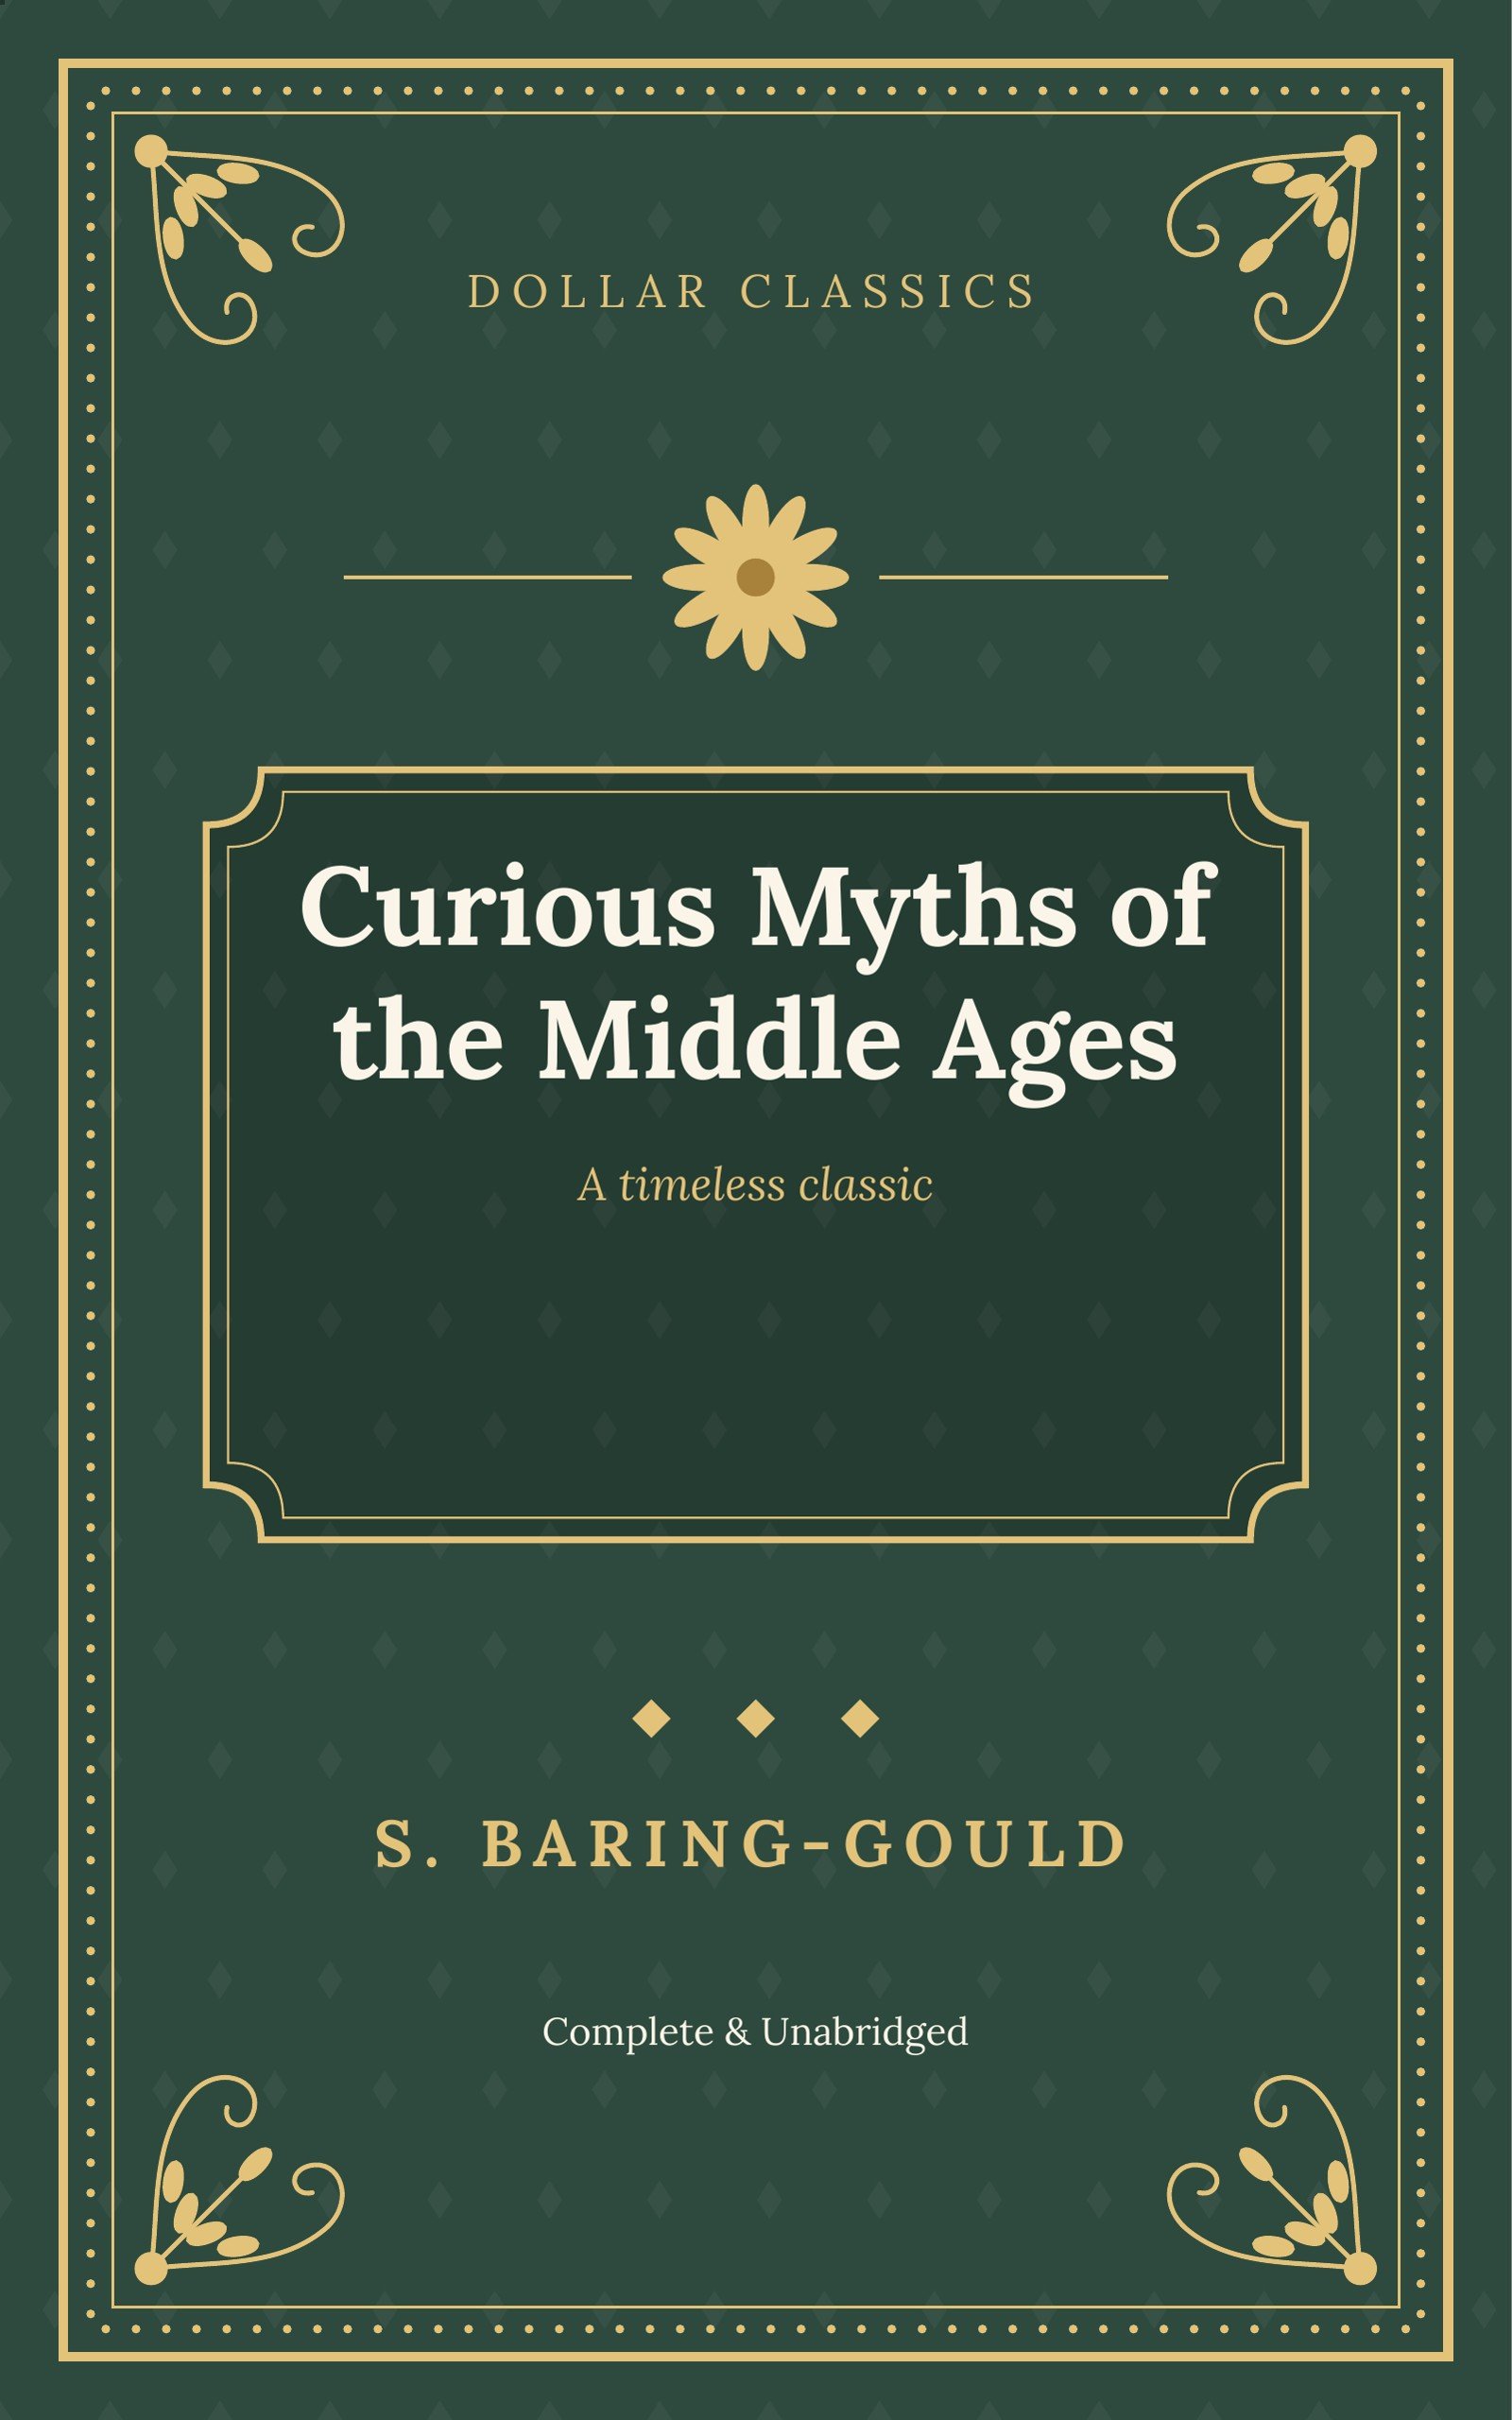 DOLLAR CLASSICS
Curious Myths of
the Middle Ages
A timeless classic
S. BARING-GOULD
Complete & Unabridged